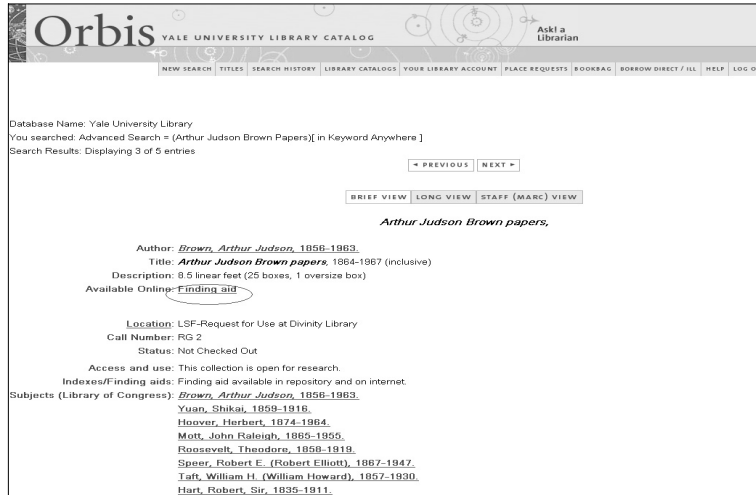 Orbis YALE UNIVERSITY LIBRARY CATALOG
Ask! a
Librarian
NEW SEARCH TITLES SEARCH HISTORY LIBRARY CATALOGS YOUR LIBRARY ACCOUNT PLACE REQUESTS BOOKBAG BORROW DIRECT / ILL HELP LOG O
Database Name: Yale University Library
You searched: Advanced Search = (Arthur Judson Brown Papers)[ in Keyword Anywhere ]
Search Results: Displaying 3 of 5 entries
◄ PREVIOUS NEXT ►
BRIEF VIEW LONG VIEW STAFF (MARC) VIEW
Arthur Judson Brown papers,
Author: Brown, Arthur Judson, 1856-1963.
Title: Arthur Judson Brown papers, 1864-1967 (inclusive)
Description: 8.5 linear feet (25 boxes, 1 oversize box)
Available Online: Finding aid
Location: LSF-Request for Use at Divinity Library
Call Number: RG 2
Status: Not Checked Out
Access and use: This collection is open for research.
Indexes/Finding aids: Finding aid available in repository and on internet.
Subjects (Library of Congress): Brown, Arthur Judson, 1856-1963.
Yuan, Shikai, 1859-1916.
Hoover, Herbert, 1874-1964.
Mott, John Raleigh, 1865-1955.
Roosevelt, Theodore, 1858-1919.
Speer, Robert E. (Robert Elliott), 1867-1947.
Taft, William H. (William Howard), 1857-1930.
Hart, Robert, Sir, 1835-1911.